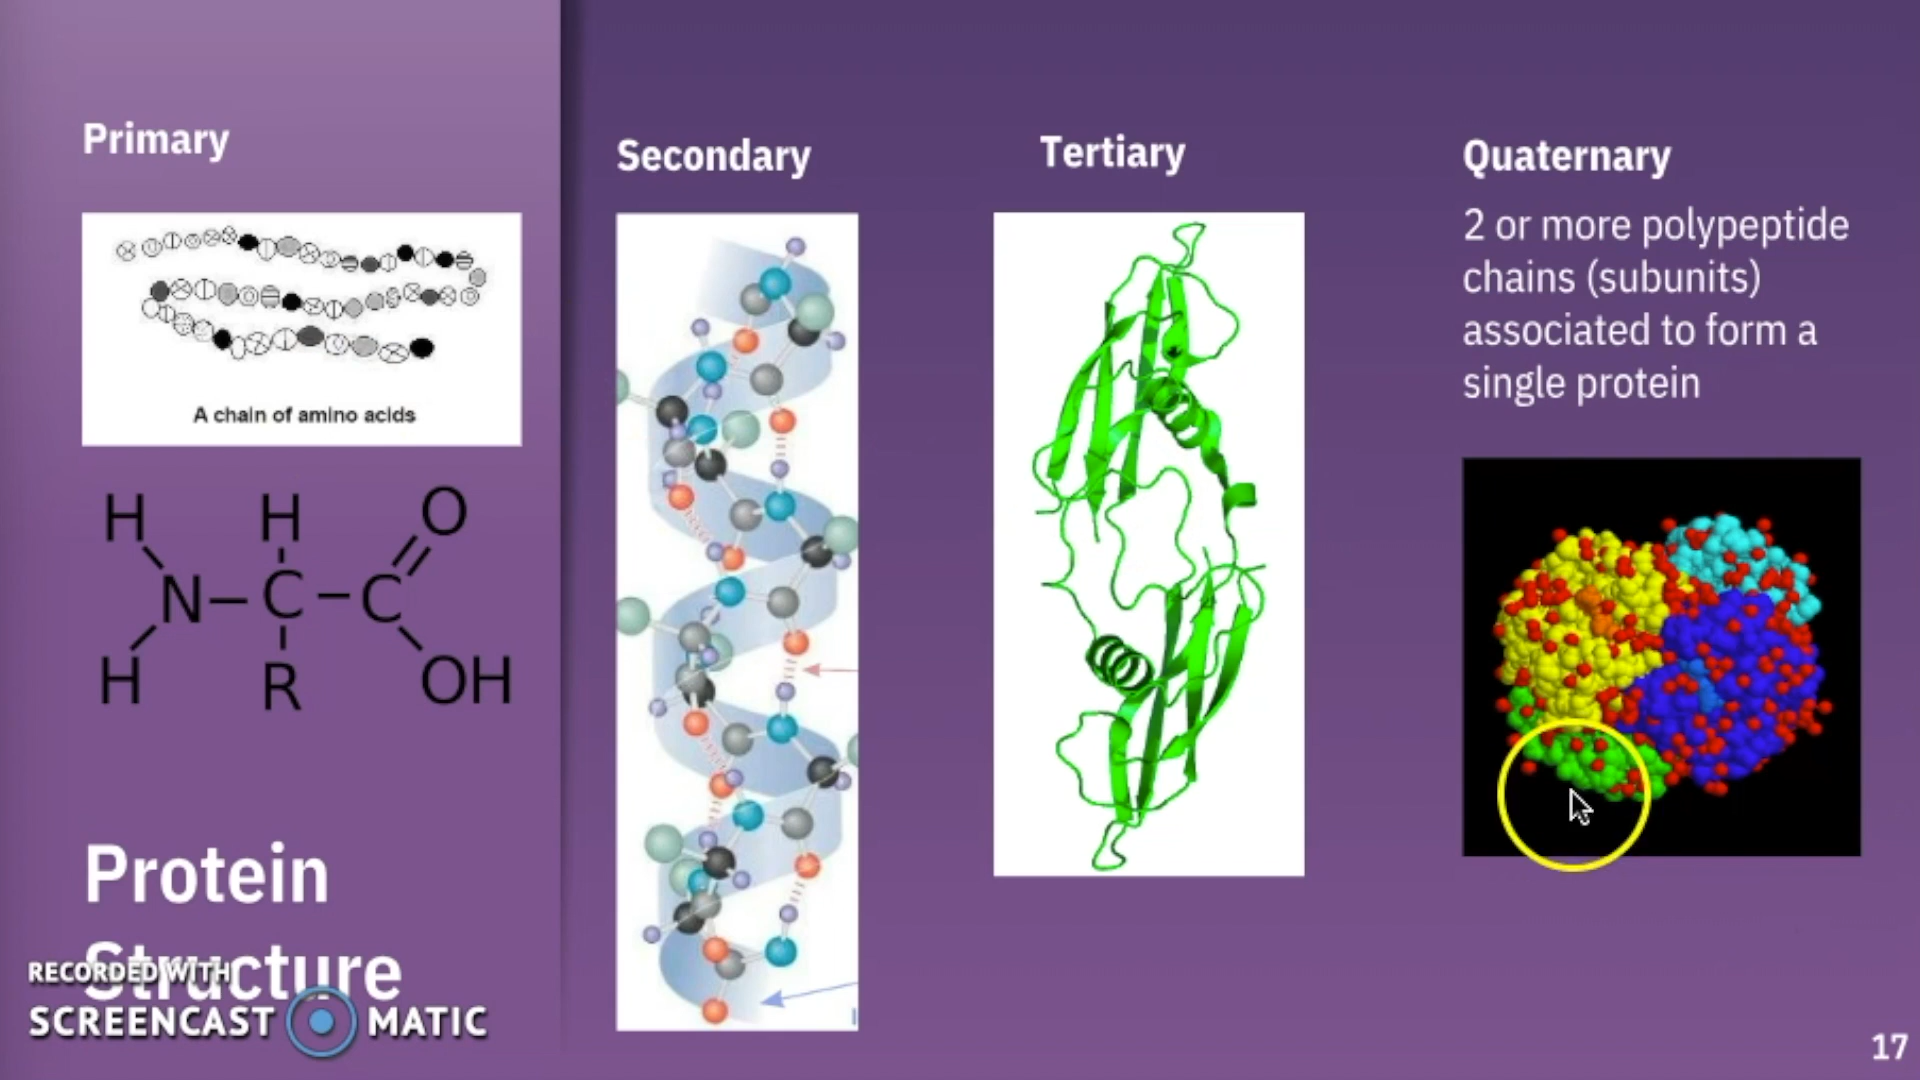 Primary
A chain of amino acids
H H O
N C C
H R OH
Protein
Structure
Secondary
Tertiary
Quaternary
2 or more polypeptide
chains (subunits)
associated to form a
single protein
RECORDED WITH
SCREENCAST MATIC
17